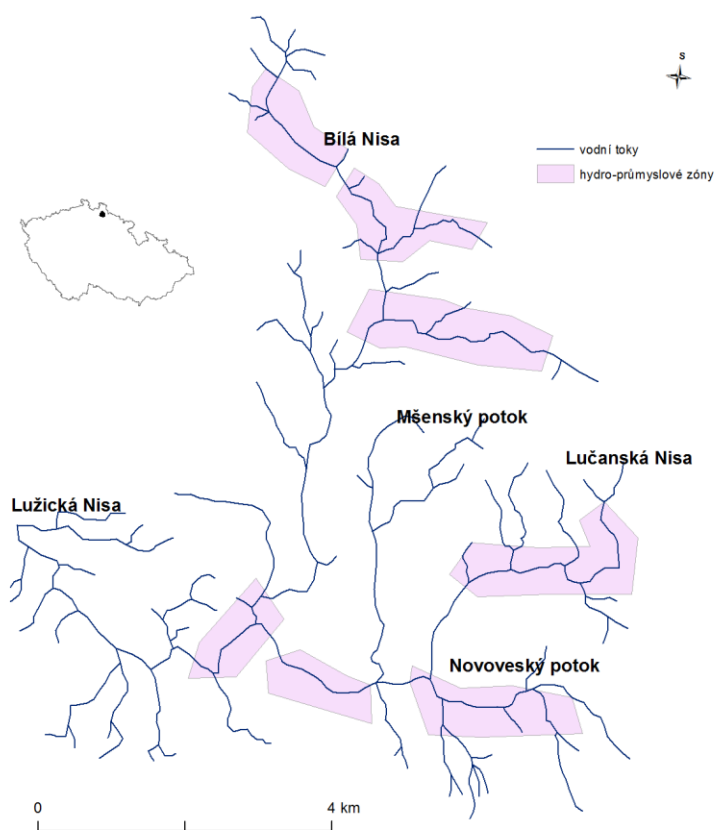 S
Bílá Nisa
vodní toky
hydro-průmyslové zóny
Mšenský potok
Lučanská Nisa
Lužická Nisa
Novoveský potok
0
4 km